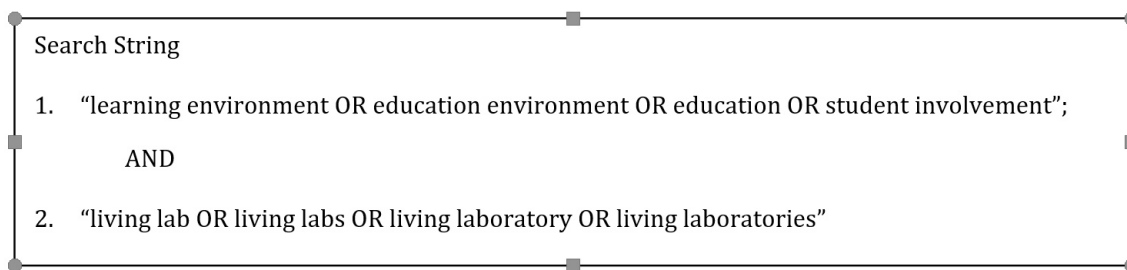 Search String
1. “learning environment OR education environment OR education OR student involvement”;
AND
2. “living lab OR living labs OR living laboratory OR living laboratories”